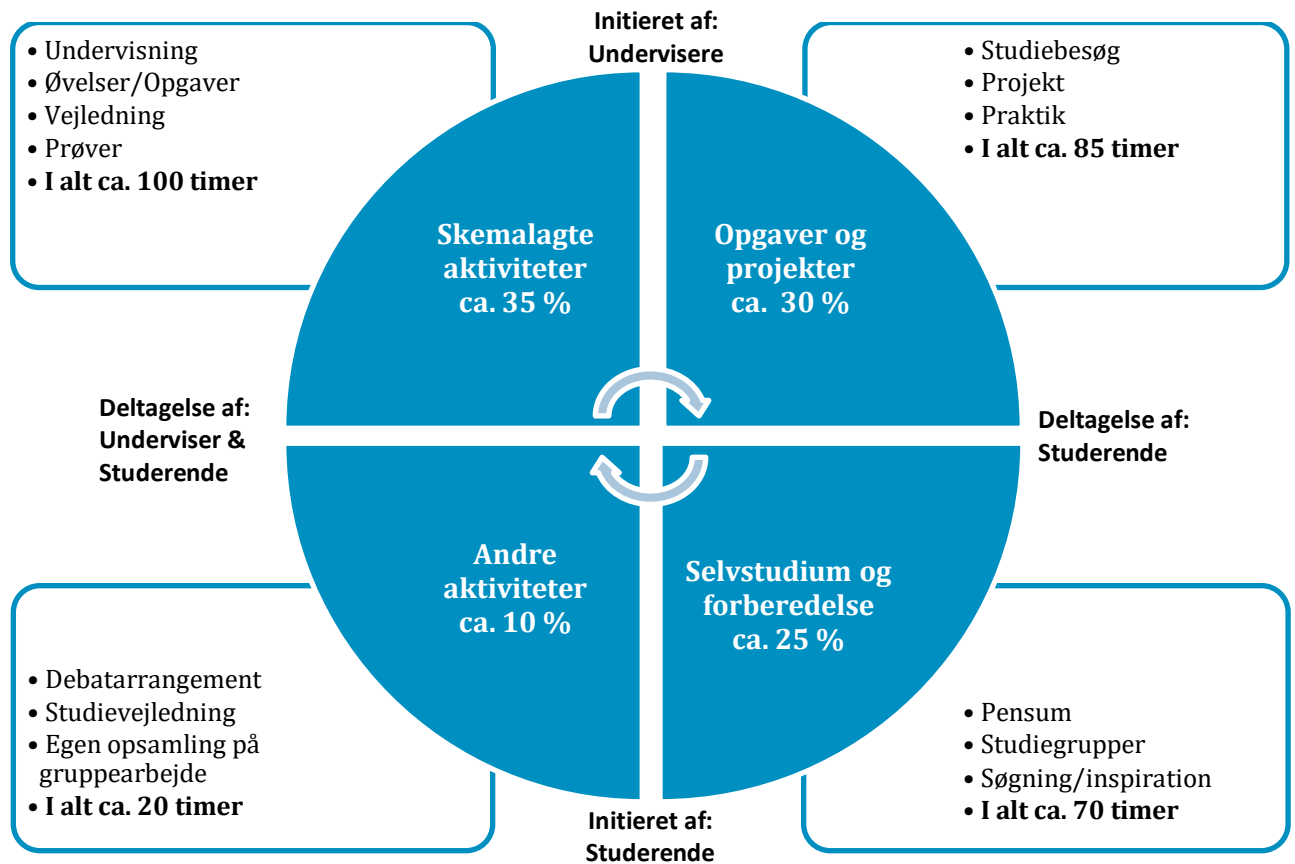 Initieret af:
Undervisere
• Undervisning
• Øvelser/Opgaver
• Vejledning
• Prøver
• I alt ca. 100 timer
• Studiebesøg
• Projekt
• Praktik
• I alt ca. 85 timer
Skemalagte
aktiviteter
ca. 35 %
Opgaver og
projekter
ca. 30 %
Deltagelse af:
Underviser &
Studerende
Deltagelse af:
Studerende
Andre
aktiviteter
ca. 10 %
Selvstudium og
forberedelse
ca. 25 %
• Debatarrangement
• Studievejledning
• Egen opsamling på
gruppearbejde
• I alt ca. 20 timer
• Pensum
• Studiegrupper
• Søgning/inspiration
• I alt ca. 70 timer
Initieret af:
Studerende